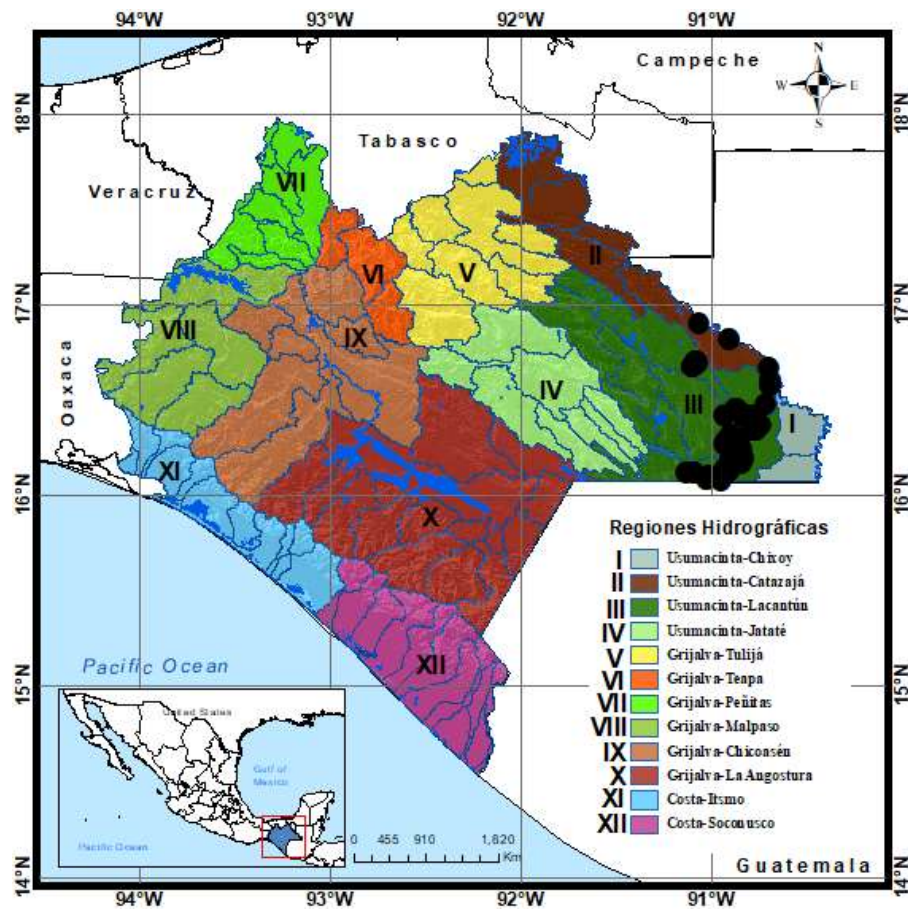 94°W 93°W 92°W 91°W
Campeche
N
W E
S
18°N 18°N
Tabasco
Veracruz
VII
II
VI
V
17°N 17°N
VIII
IX
Oaxaca
IV
III
I
XI
16°N 16°N
X
Regiones Hidrográficas
I Usumacinta-Chixoy
II Usumacinta-Catazajá
III Usumacinta-Lacantún
IV Usumacinta-Jataté
V Grijalva-Tulijá
VI Grijalva-Teapa
VII Grijalva-Peñitas
VIII Grijalva-Malpaso
IX Grijalva-Chicoasén
X Grijalva-La Angostura
XI Costa-Itsmo
XII Costa-Soconusco
XII
Pacific Ocean
15°N 15°N
United States
Gulf of
Mexico
Pacific Ocean
0 455 910 1,820
Km
Guatemala
14°N 14°N
94°W 93°W 92°W 91°W